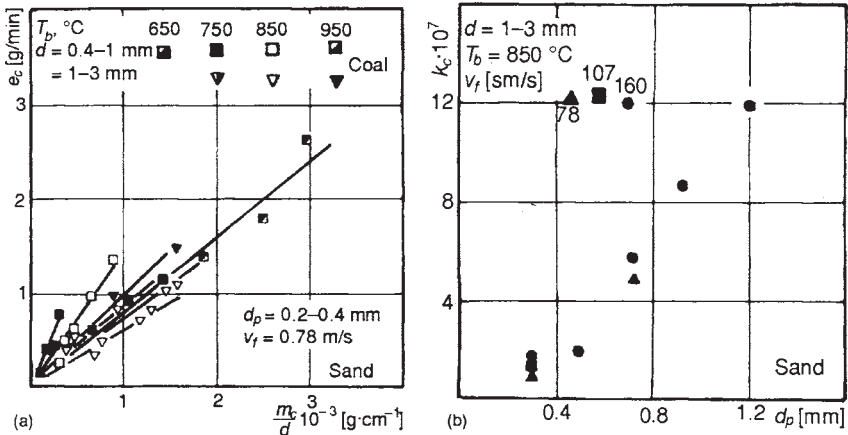 T_b, °C 650 750 850 950
d = 0.4–1 mm
= 1–3 mm
Coal
e_c [g/min]
3
2
1
d_p = 0.2–0.4 mm
v_f = 0.78 m/s
Sand
1 2 3
m_c/d 10⁻³ [g·cm⁻¹]
(a)
k_c·10⁷
d = 1–3 mm
T_b = 850 °C
v_f [sm/s]
107
160
78
12
8
4
Sand
0.4 0.8 1.2 d_p [mm]
(b)